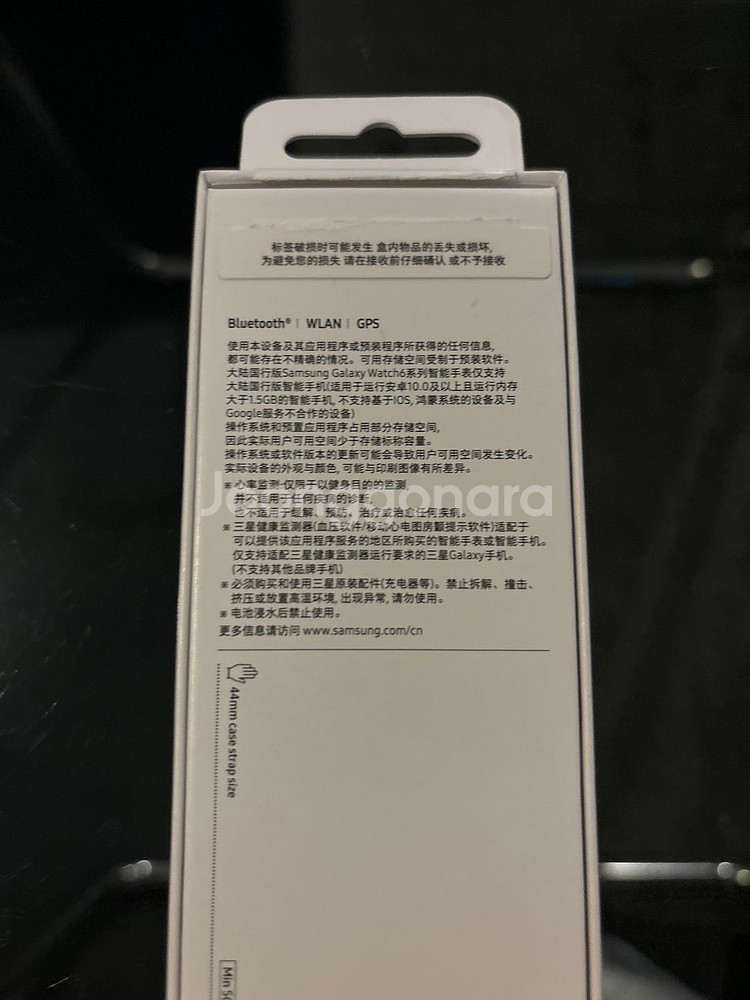 标签破损时可能发生 盒内物品的丢失或损坏,
为避免您的损失 请在接收前仔细确认 或不予接收
Bluetooth® | WLAN | GPS
使用本设备及其应用程序或预装程序所获得的任何信息,
都可能存在不精确的情况。可用存储空间受制于预装软件。
大陆国行版Samsung Galaxy Watch6系列智能手表仅支持
大陆国行版智能手机(适用于运行安卓10.0及以上且运行内存
大于1.5GB的智能手机, 不支持基于IOS, 鸿蒙系统的设备及与
Google服务不合作的设备)
操作系统和预置应用程序占用部分存储空间,
因此实际用户可用空间少于存储标称容量。
操作系统或软件版本的更新可能会导致用户可用空间发生变化。
实际设备的外观与颜色, 可能与印刷图像有所差异。
※ 心率监测·仅限于以健身目的的监测,
并不适用于任何疾病的诊断,
也不适用于缓解、预防、治疗或治愈任何疾病。
※ 三星健康监测器(血压软件/移动心电图房颤提示软件)适配于
可以提供该应用程序服务的地区所购买的智能手表或智能手机。
仅支持适配三星健康监测器运行要求的三星Galaxy手机。
(不支持其他品牌手机)
※ 必须购买和使用三星原装配件(充电器等)。禁止拆解、撞击、
挤压或放置高温环境, 出现异常, 请勿使用。
※ 电池浸水后禁止使用。
更多信息请访问 www.samsung.com/cn
44mm case strap size
Min
Joonggonara